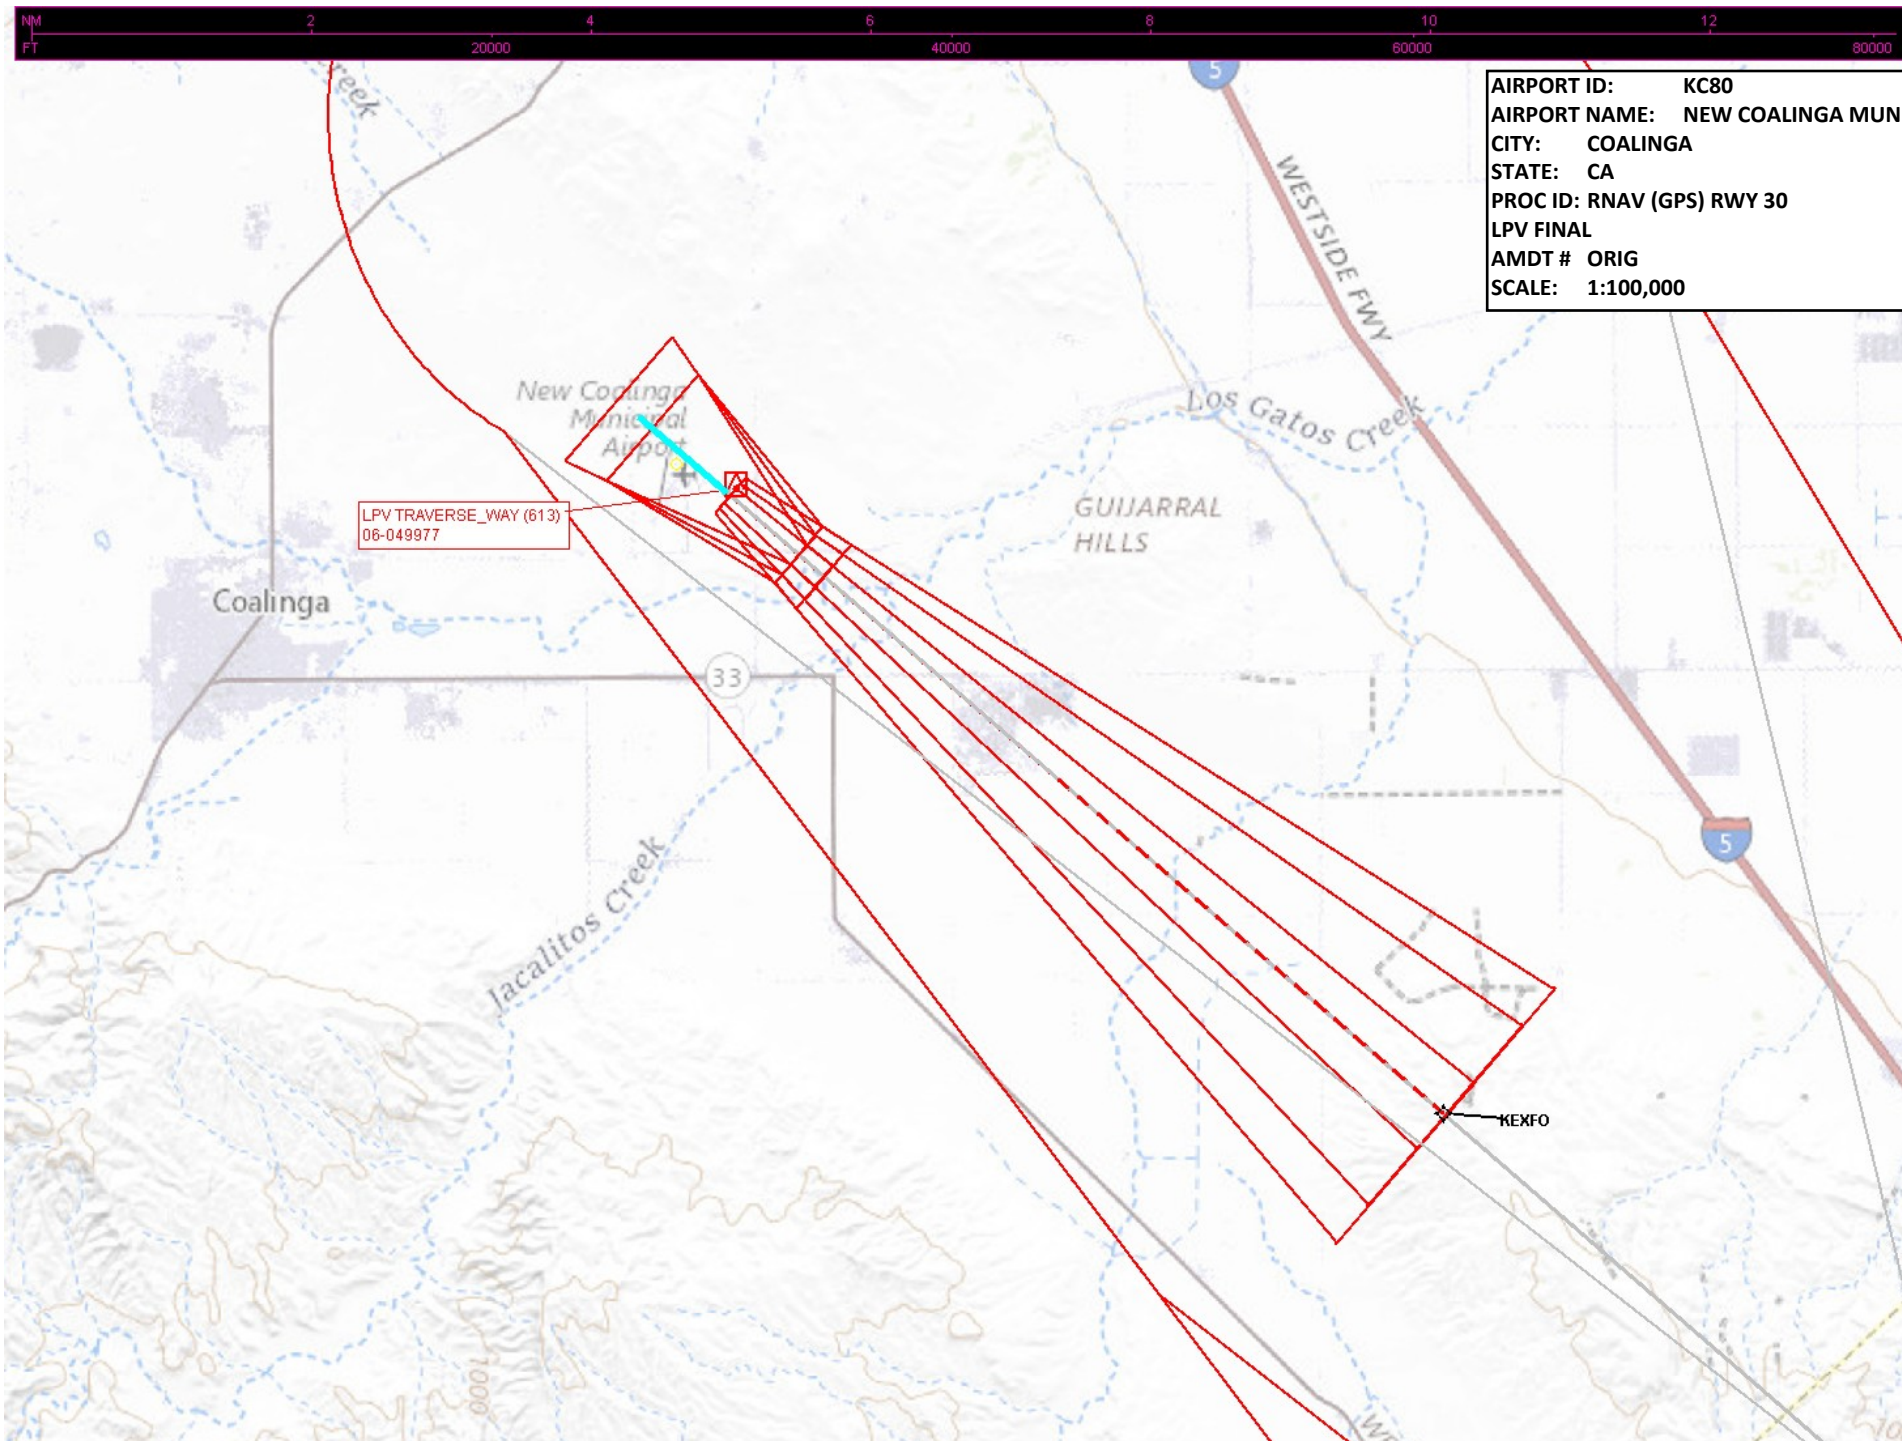 NM 2 4 6 8 10 12
FT 20000 40000 60000 80000
AIRPORT ID: KC80
AIRPORT NAME: NEW COALINGA MUN
CITY: COALINGA
STATE: CA
PROC ID: RNAV (GPS) RWY 30
LPV FINAL
AMDT # ORIG
SCALE: 1:100,000
5
Creek
WESTSIDE FWY
New Coalinga
Municipal
Airport
Los Gatos Creek
LPV TRAVERSE_WAY (613)
06-049977
GUIJARRAL
HILLS
Coalinga
33
5
Jacalitos Creek
KEXFO
1000